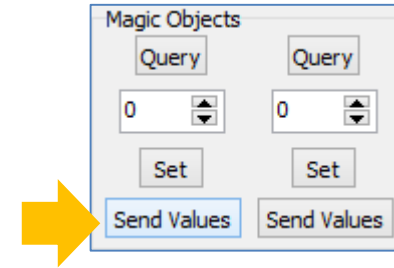 Magic Objects
Query Query
0 0
Set Set
Send Values Send Values